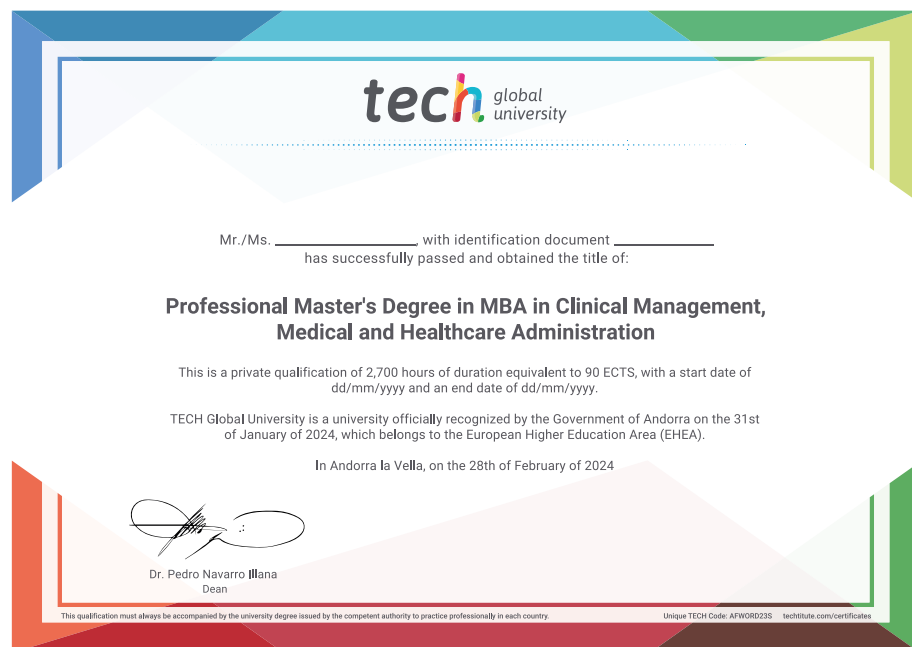 tech global
university
Mr./Ms. ____________, with identification document ____________
has successfully passed and obtained the title of:
Professional Master's Degree in MBA in Clinical Management,
Medical and Healthcare Administration
This is a private qualification of 2,700 hours of duration equivalent to 90 ECTS, with a start date of
dd/mm/yyyy and an end date of dd/mm/yyyy.
TECH Global University is a university officially recognized by the Government of Andorra on the 31st
of January of 2024, which belongs to the European Higher Education Area (EHEA).
In Andorra la Vella, on the 28th of February of 2024
Dr. Pedro Navarro Illana
Dean
This qualification must always be accompanied by the university degree issued by the competent authority to practice professionally in each country.
Unique TECH Code: AFWORD23S techtitute.com/certificates